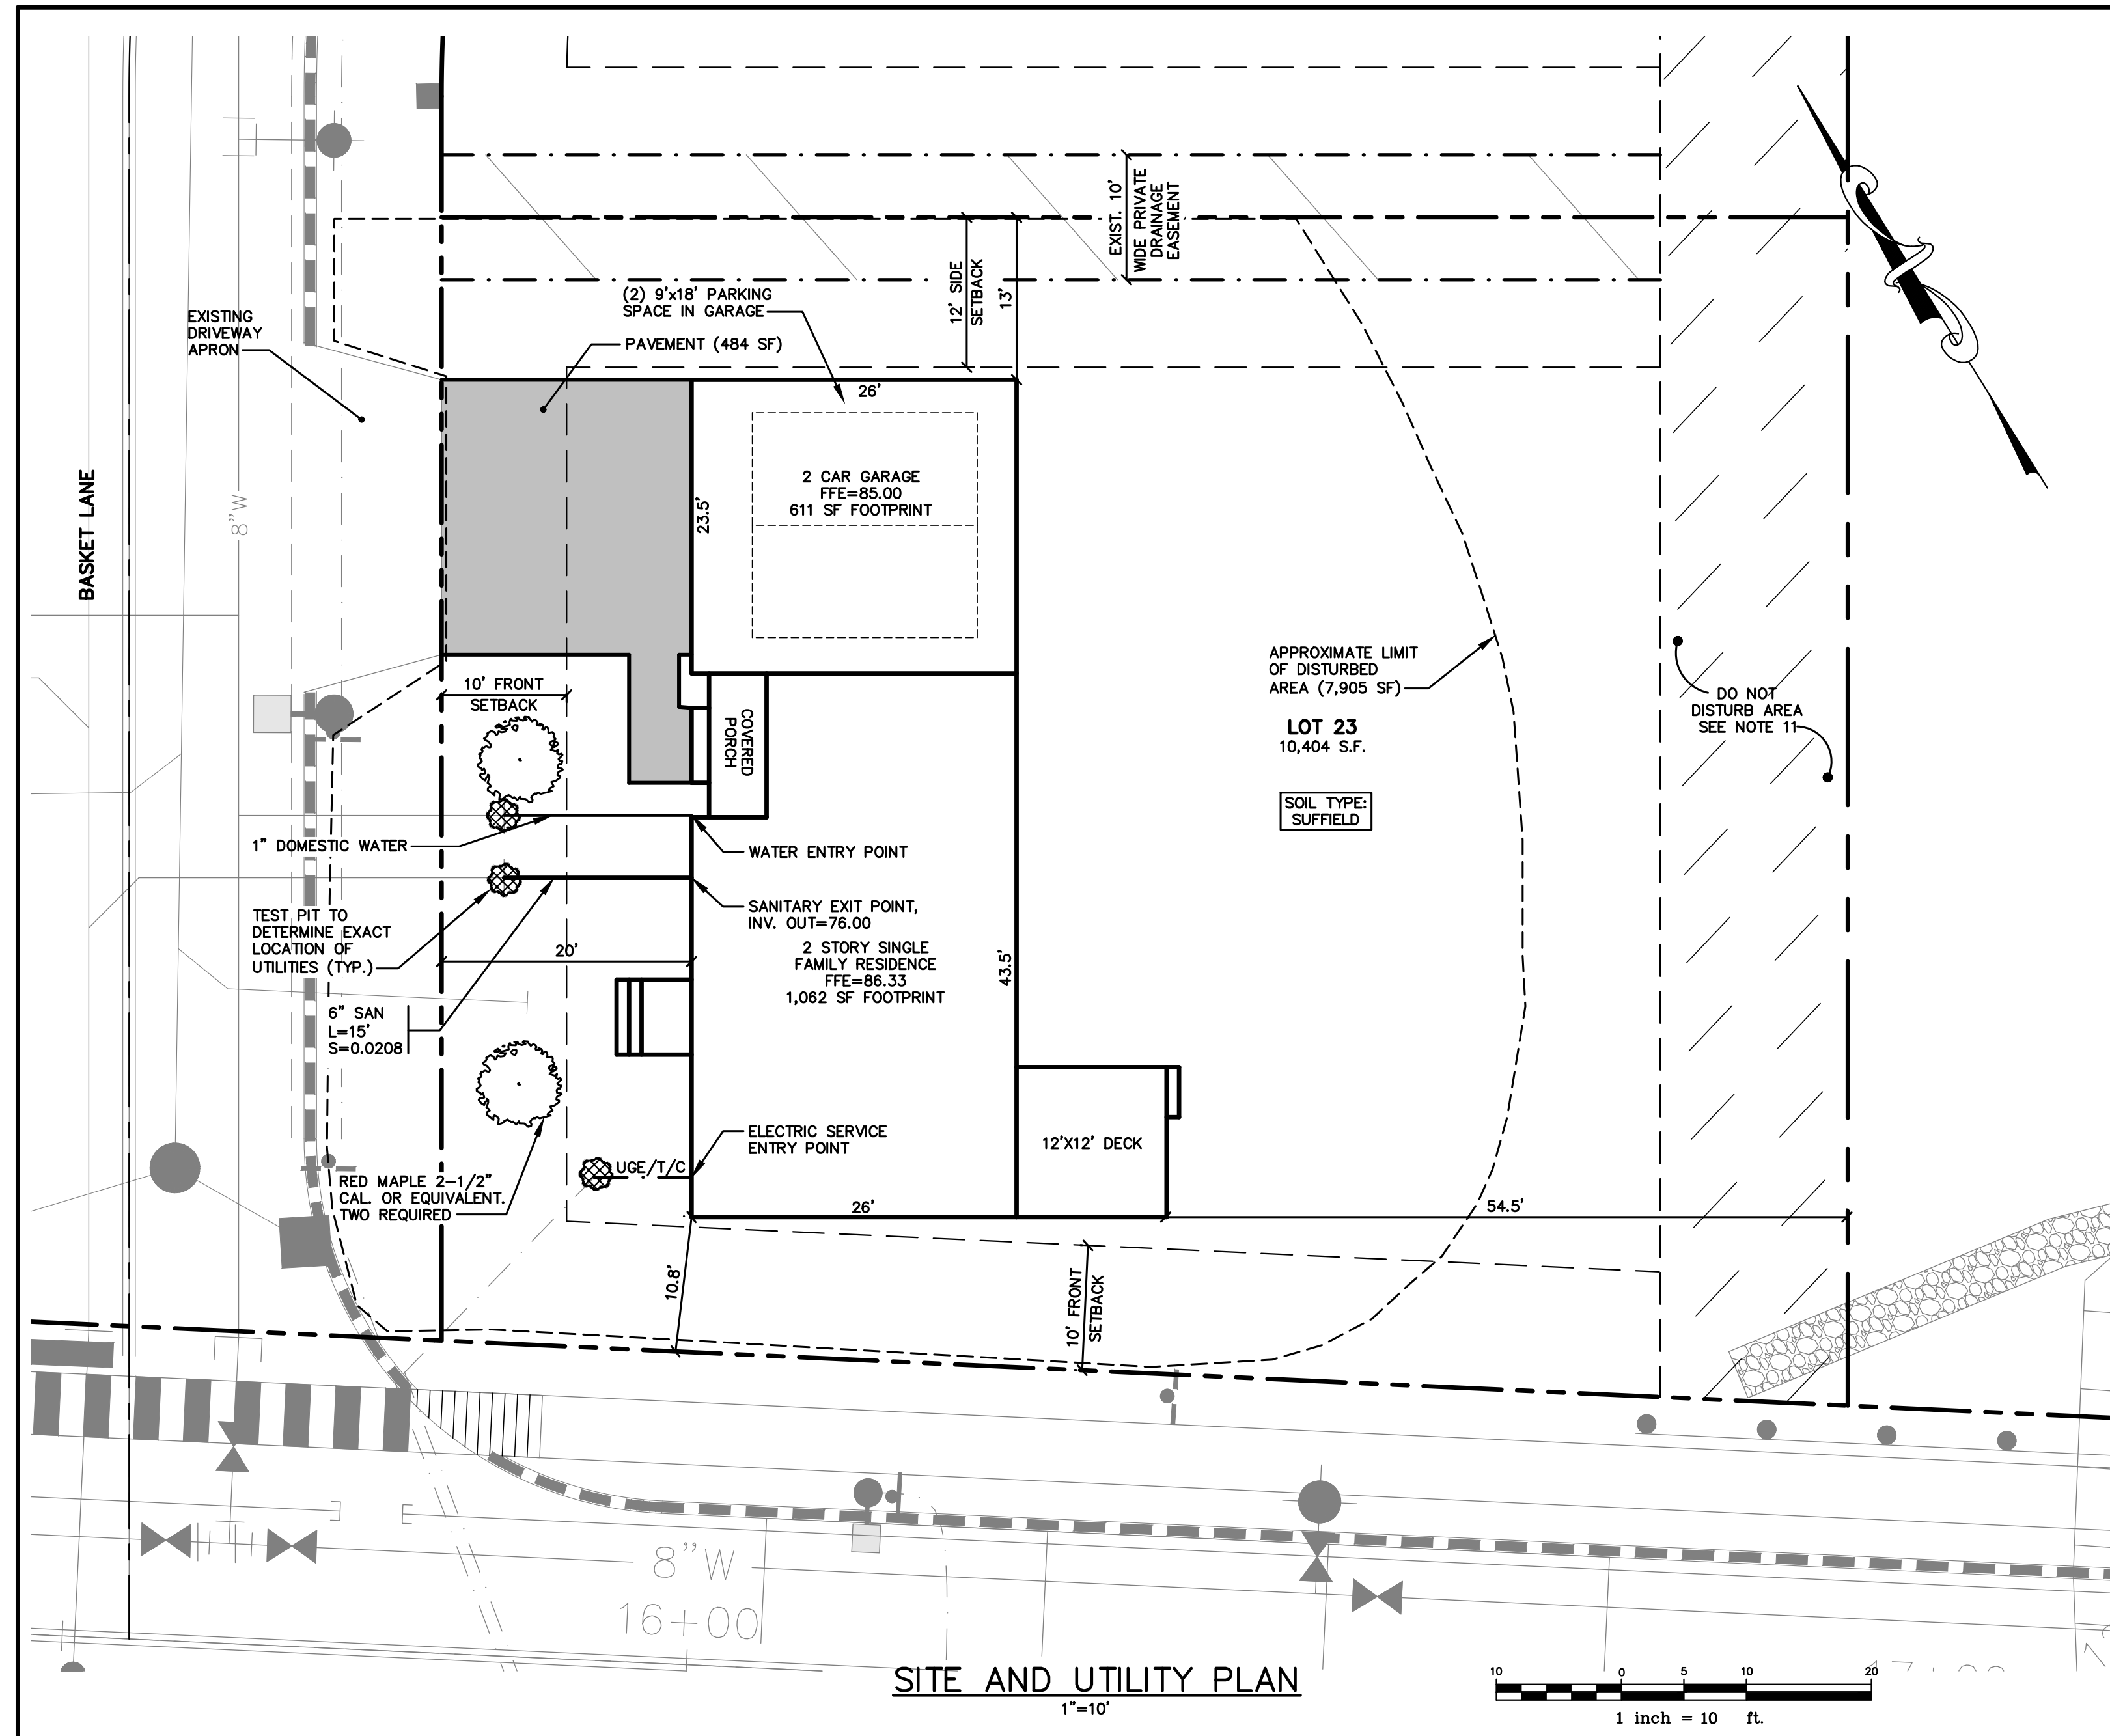 EXIST. 10'
WIDE PRIVATE
DRAINAGE
EASEMENT
12' SIDE
SETBACK
13'
(2) 9'x18' PARKING
SPACE IN GARAGE
PAVEMENT (484 SF)
EXISTING
DRIVEWAY
APRON
26'
BASKET LANE
8"W
23.5'
2 CAR GARAGE
FFE=85.00
611 SF FOOTPRINT
APPROXIMATE LIMIT
OF DISTURBED
AREA (7,905 SF)
LOT 23
10,404 S.F.
DO NOT
DISTURB AREA
SEE NOTE 11
10' FRONT
SETBACK
COVERED
PORCH
SOIL TYPE:
SUFFIELD
1" DOMESTIC WATER
WATER ENTRY POINT
SANITARY EXIT POINT,
INV. OUT=76.00
TEST PIT TO
DETERMINE EXACT
LOCATION OF
UTILITIES (TYP.)
20'
2 STORY SINGLE
FAMILY RESIDENCE
FFE=86.33
1,062 SF FOOTPRINT
43.5'
6" SAN
L=15'
S=0.0208
ELECTRIC SERVICE
ENTRY POINT
12'X12' DECK
UGE/T/C
RED MAPLE 2-1/2"
CAL. OR EQUIVALENT.
TWO REQUIRED
26'
54.5'
10.8'
10' FRONT
SETBACK
8"W
16+00
SITE AND UTILITY PLAN
1"=10'
10 0 5 10 20
1 inch = 10 ft.